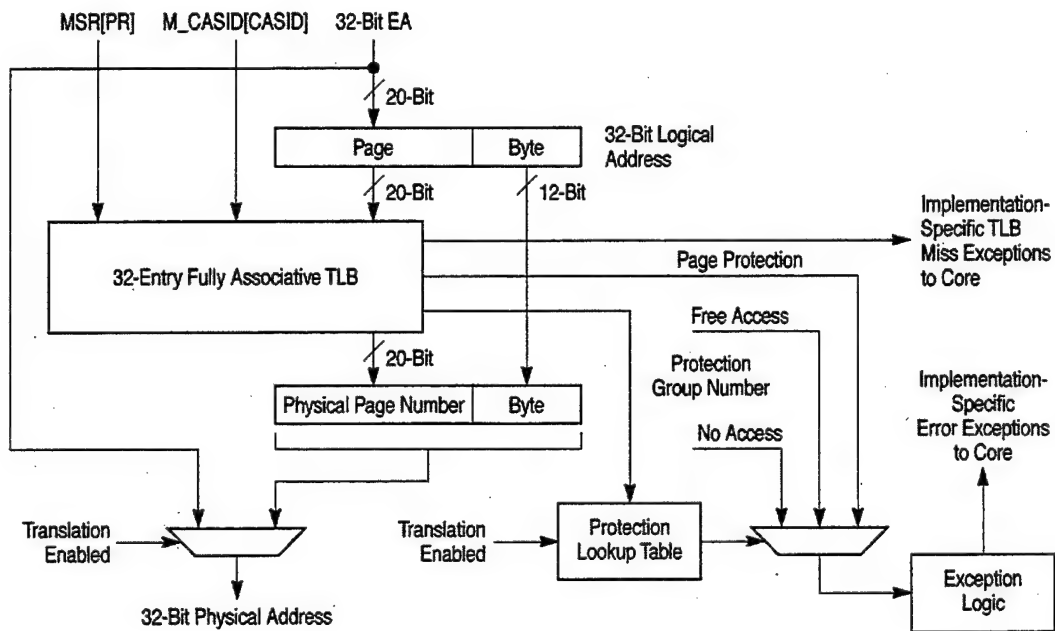 MSR[PR]
M_CASID[CASID]
32-Bit EA
20-Bit
Page
Byte
32-Bit Logical
Address
20-Bit
12-Bit
32-Entry Fully Associative TLB
Implementation-
Specific TLB
Miss Exceptions
to Core
Page Protection
Free Access
20-Bit
Protection
Group Number
Physical Page Number
Byte
No Access
Implementation-
Specific
Error Exceptions
to Core
Translation
Enabled
Translation
Enabled
Protection
Lookup Table
Exception
Logic
32-Bit Physical Address